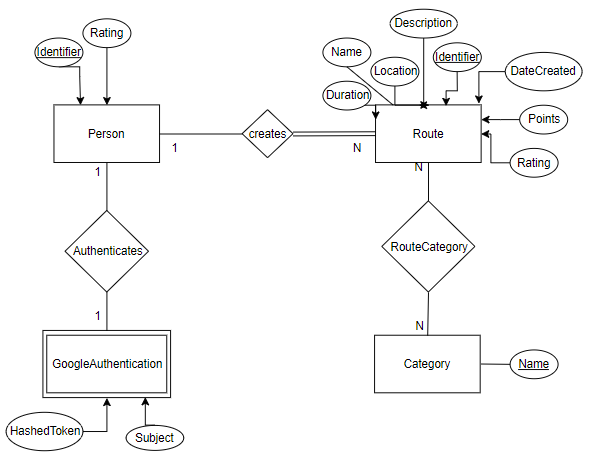 Description
Rating
Identifier
Name
Identifier
Location
DateCreated
Duration
Points
Person
1
creates
N
Route
Rating
1
N
Authenticates
RouteCategory
1
N
GoogleAuthentication
Category
Name
HashedToken
Subject